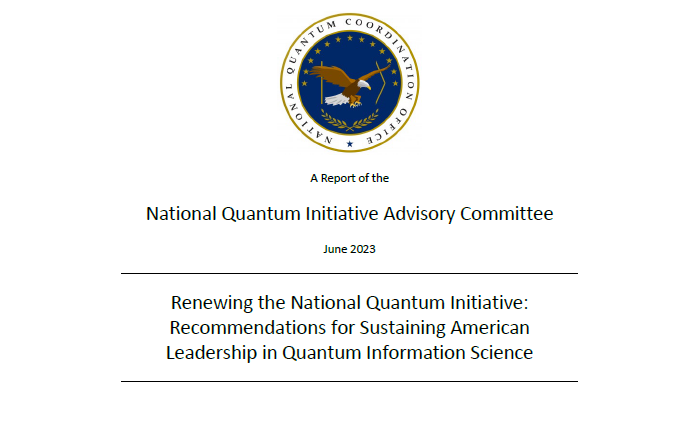 NATIONAL QUANTUM COORDINATION OFFICE
A Report of the
National Quantum Initiative Advisory Committee
June 2023
Renewing the National Quantum Initiative:
Recommendations for Sustaining American
Leadership in Quantum Information Science